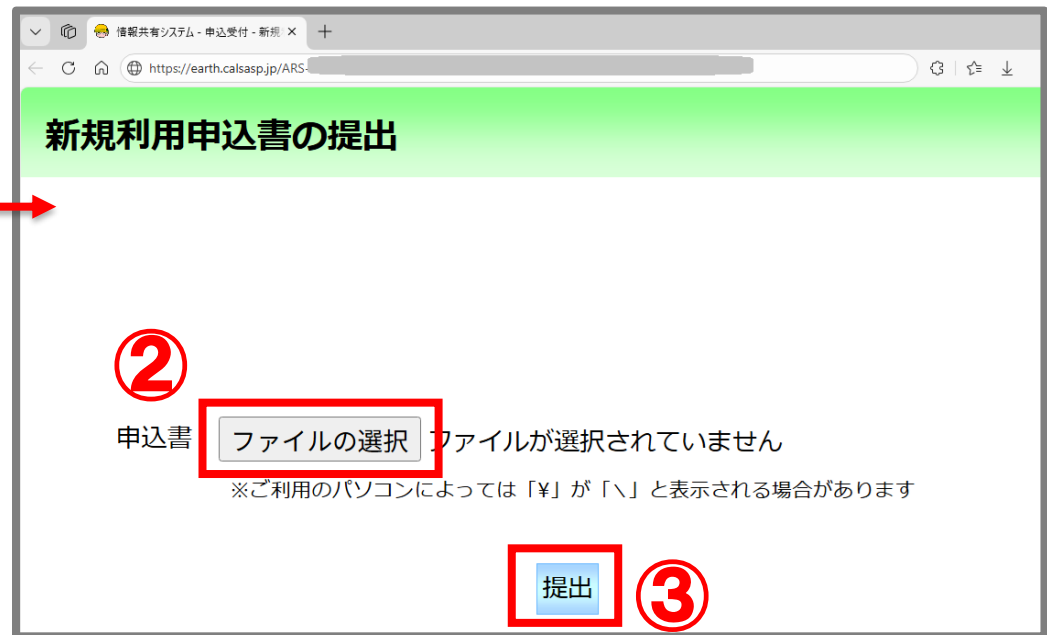 情報共有システム - 申込受付 - 新規
https://earth.calsasp.jp/ARS-
新規利用申込書の提出
②
申込書 ファイルの選択 ファイルが選択されていません
※ご利用のパソコンによっては「¥」が「\」と表示される場合があります
提出 ③